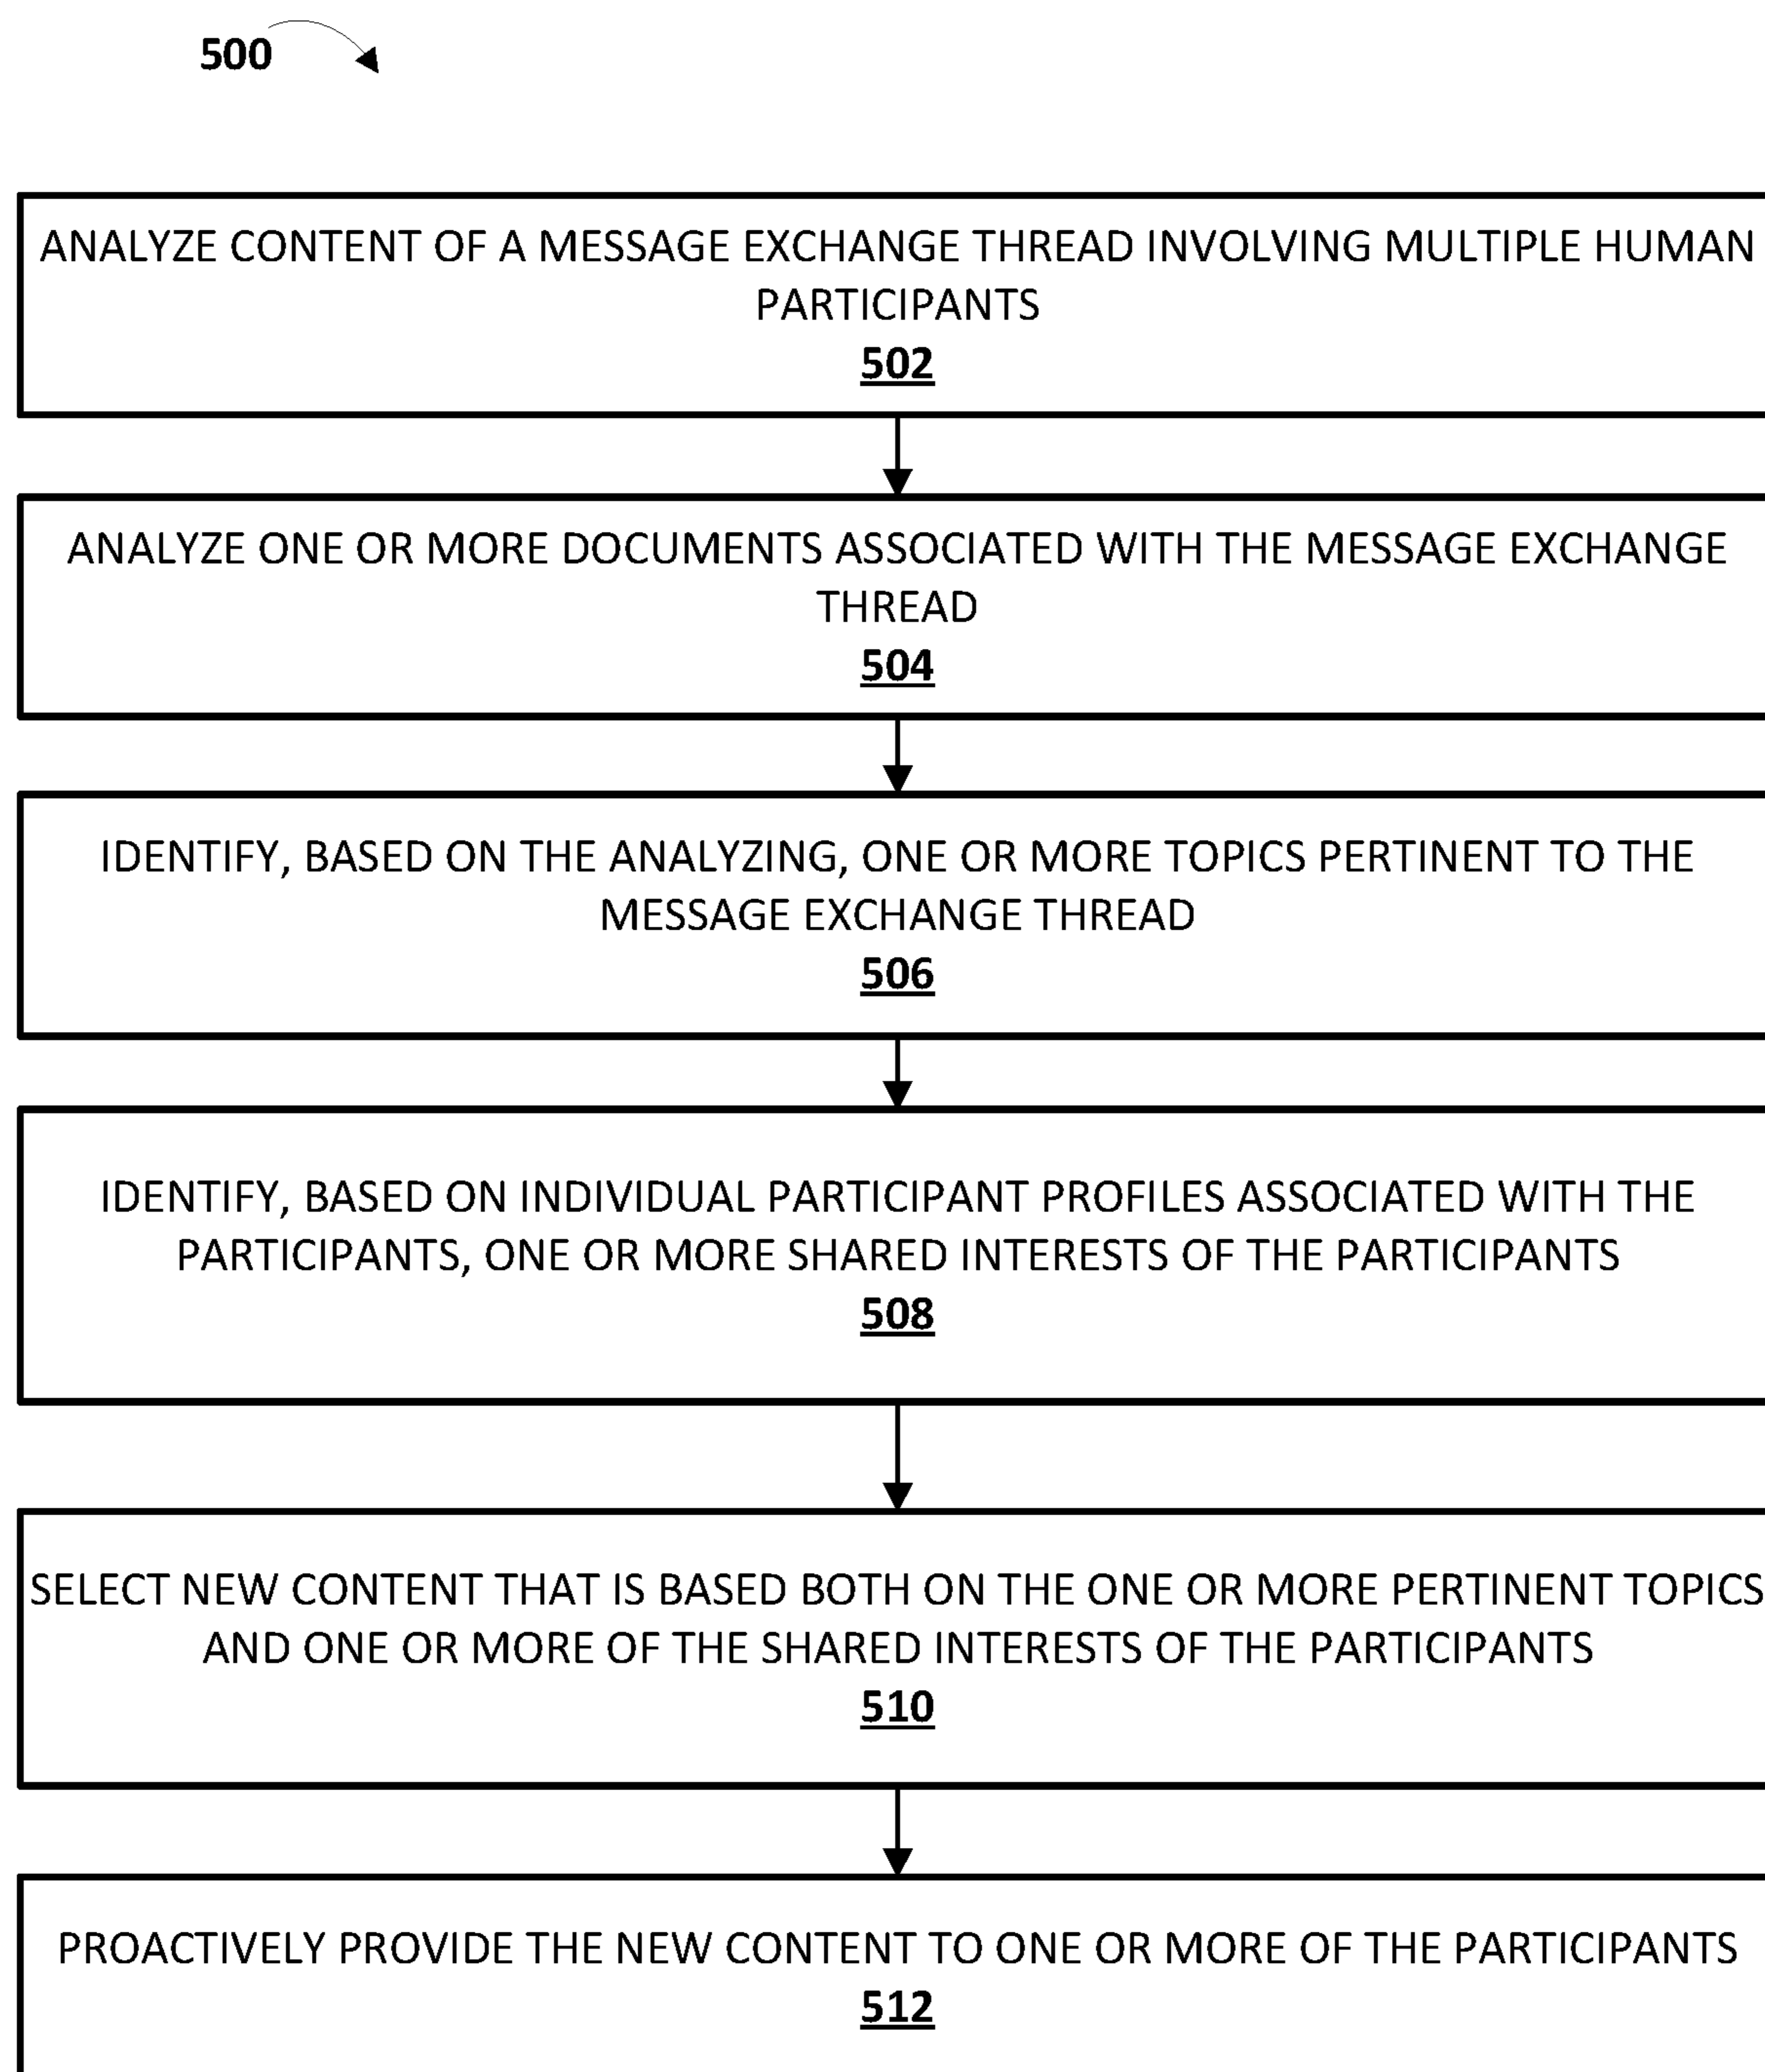 500
ANALYZE CONTENT OF A MESSAGE EXCHANGE THREAD INVOLVING MULTIPLE HUMAN
PARTICIPANTS
502
ANALYZE ONE OR MORE DOCUMENTS ASSOCIATED WITH THE MESSAGE EXCHANGE
THREAD
504
IDENTIFY, BASED ON THE ANALYZING, ONE OR MORE TOPICS PERTINENT TO THE
MESSAGE EXCHANGE THREAD
506
IDENTIFY, BASED ON INDIVIDUAL PARTICIPANT PROFILES ASSOCIATED WITH THE
PARTICIPANTS, ONE OR MORE SHARED INTERESTS OF THE PARTICIPANTS
508
SELECT NEW CONTENT THAT IS BASED BOTH ON THE ONE OR MORE PERTINENT TOPICS
AND ONE OR MORE OF THE SHARED INTERESTS OF THE PARTICIPANTS
510
PROACTIVELY PROVIDE THE NEW CONTENT TO ONE OR MORE OF THE PARTICIPANTS
512